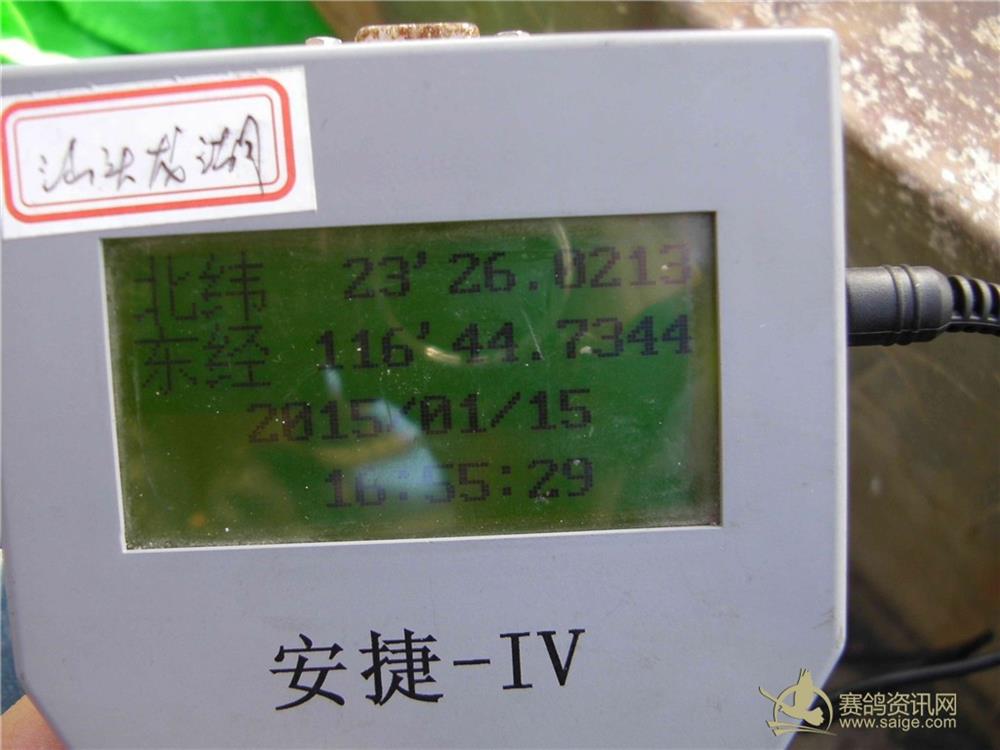 汕头龙湖
北纬 23'26.0213
东经 116'44.7344
2015/01/15
16:55:29
安捷-IV
赛鸽资讯网
www.saige.com